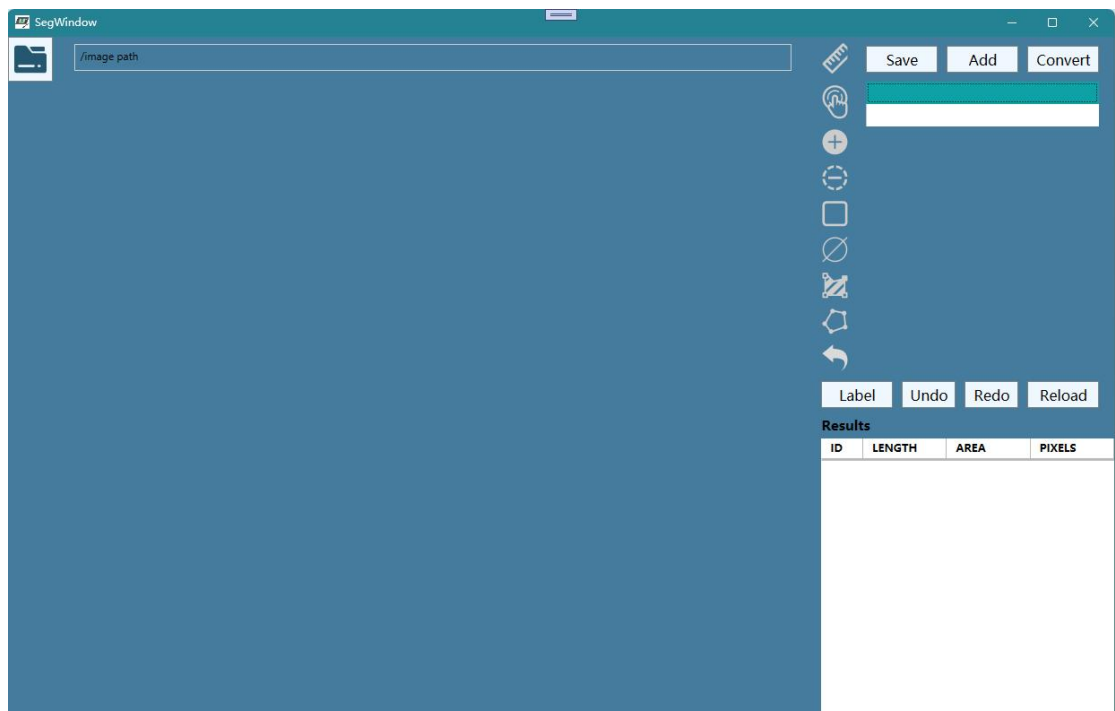 SegWindow
/image path
Save Add Convert
Label Undo Redo Reload
Results
ID LENGTH AREA PIXELS